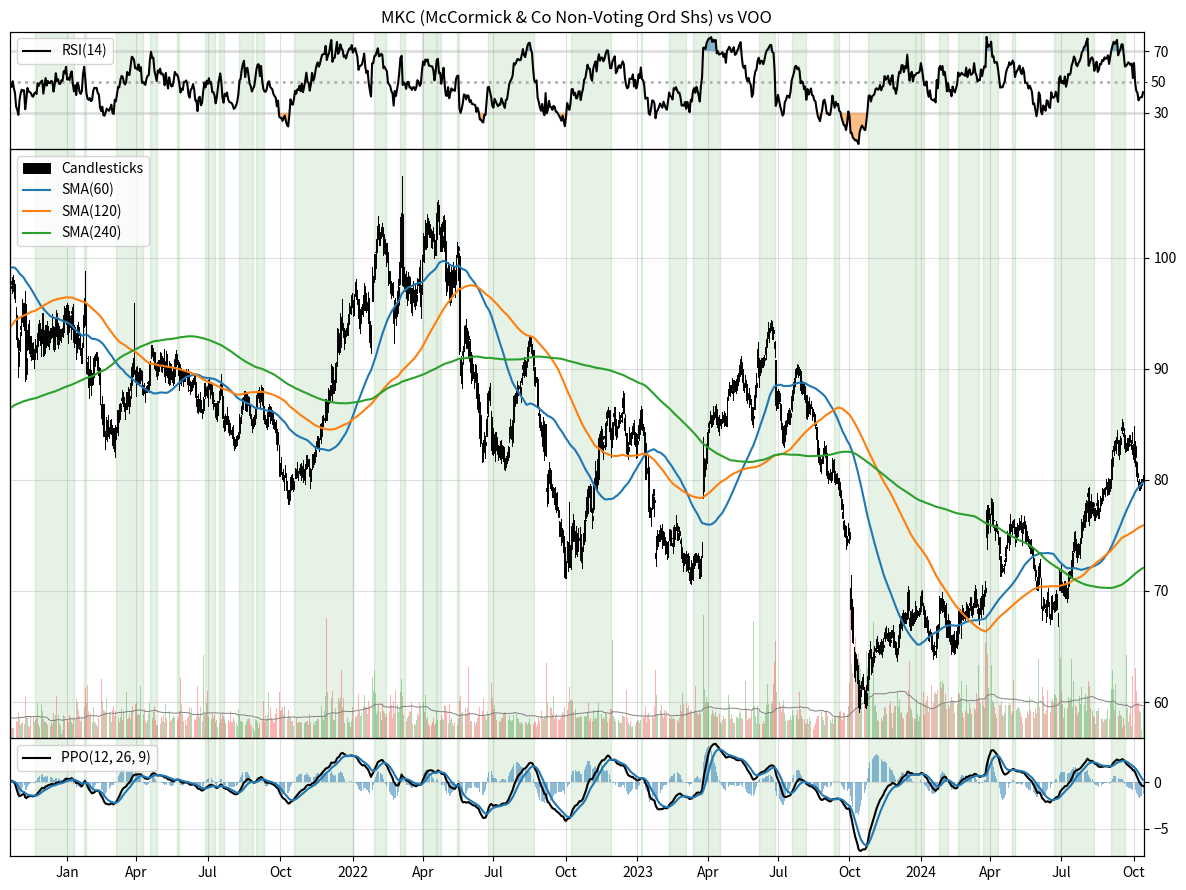 MKC (McCormick & Co Non-Voting Ord Shs) vs VOO
RSI(14)
70
50
30
Candlesticks
SMA(60)
SMA(120)
SMA(240)
100
90
80
70
60
PPO(12, 26, 9)
0
−5
Jan Apr Jul Oct 2022 Apr Jul Oct 2023 Apr Jul Oct 2024 Apr Jul Oct